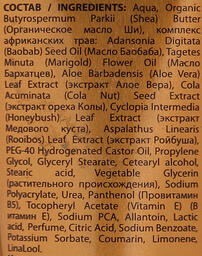 СОСТАВ / INGREDIENTS: Aqua, Organic
Butyrospermum Parkii (Shea) Butter
(Органическое масло Ши), комплекс
африканских трав: Adansonia Digitata
(Baobab) Seed Oil (Масло Баобаба), Tagetes
Minuta (Marigold) Flower Oil (Масло
Бархатцев), Aloe Barbadensis (Aloe Vera)
Leaf Extract (экстракт Алое Вера), Cola
Acuminata (Cola Nut) Seed Extract
(экстракт ореха Колы), Cyclopia Intermedia
(Honeybush) Leaf Extract (экстракт
Медового куста), Aspalathus Linearis
(Rooibos) Leaf Extract (экстракт Ройбуша),
PEG-40 Hydrogenated Castor Oil, Propylene
Glycol, Glyceryl Stearate, Cetearyl alcohol,
Stearic acid, Vegetable Glycerin
(растительного происхождения), Sodium
Polyacrylate, Urea, Panthenol (Провитамин
B5), Tocopheryl Acetate (Vitamin E) (В
итамин Е), Sodium PCA, Allantoin, Lactic
acid, Perfume, Citric Acid, Sodium Benzoate,
Potassium Sorbate, Coumarin, Limonene,
LinaLool.